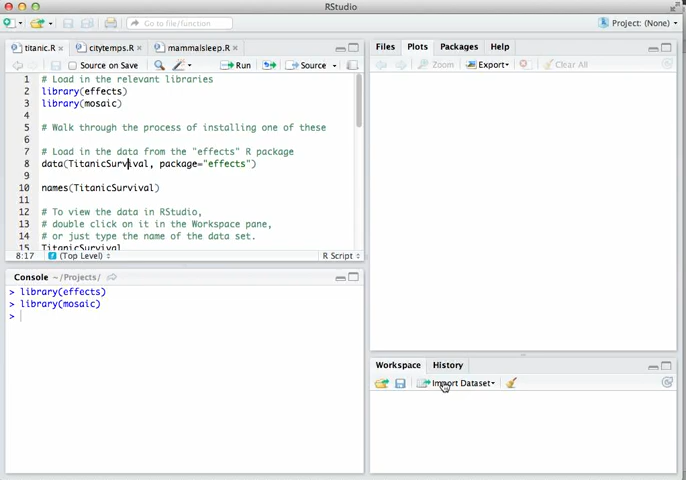 RStudio
Go to file/function
Project: (None)
titanic.R
citytemps.R
mammalsleep.R
Source on Save
Run
Source
1 # Load in the relevant libraries
2 library(effects)
3 library(mosaic)
4
5 # Walk through the process of installing one of these
6
7 # Load in the data from the "effects" R package
8 data(TitanicSurvival, package="effects")
9
10 names(TitanicSurvival)
11
12 # To view the data in RStudio,
13 # double click on it in the Workspace pane,
14 # or just type the name of the data set.
15 TitanicSurvival
8:17 (Top Level) R Script
Console ~/Projects/
> library(effects)
> library(mosaic)
>
Files Plots Packages Help
Zoom Export Clear All
Workspace History
Import Dataset